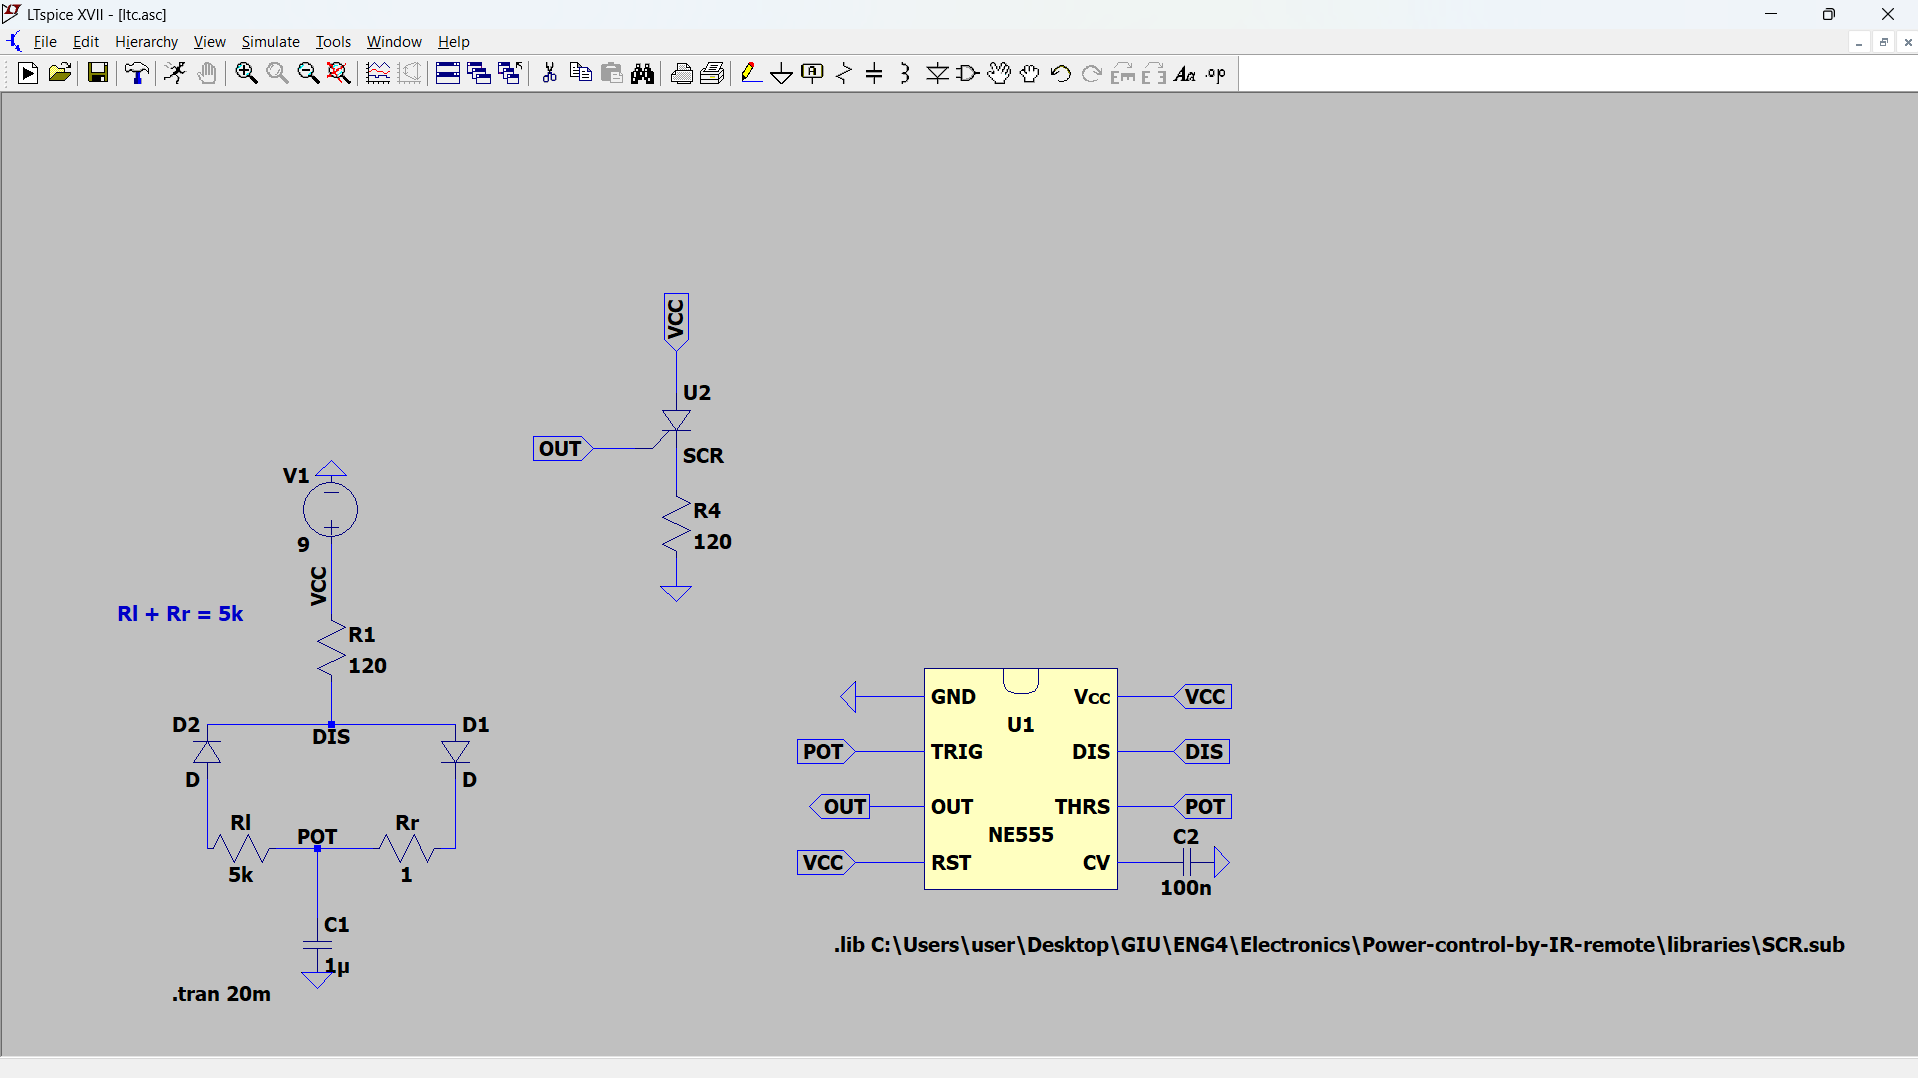 LTspice XVII - [ltc.asc]
File Edit Hierarchy View Simulate Tools Window Help
A
Aa .op
VCC
U2
OUT
SCR
V1
9
R4
120
VCC
Rl + Rr = 5k
R1
120
D2
DIS
D1
D
D
Rl
POT
Rr
5k
1
C1
1µ
.tran 20m
GND
Vcc
VCC
U1
POT
TRIG
DIS
DIS
OUT
OUT
THRS
POT
NE555
C2
VCC
RST
CV
100n
.lib C:\Users\user\Desktop\GIU\ENG4\Electronics\Power-control-by-IR-remote\libraries\SCR.sub